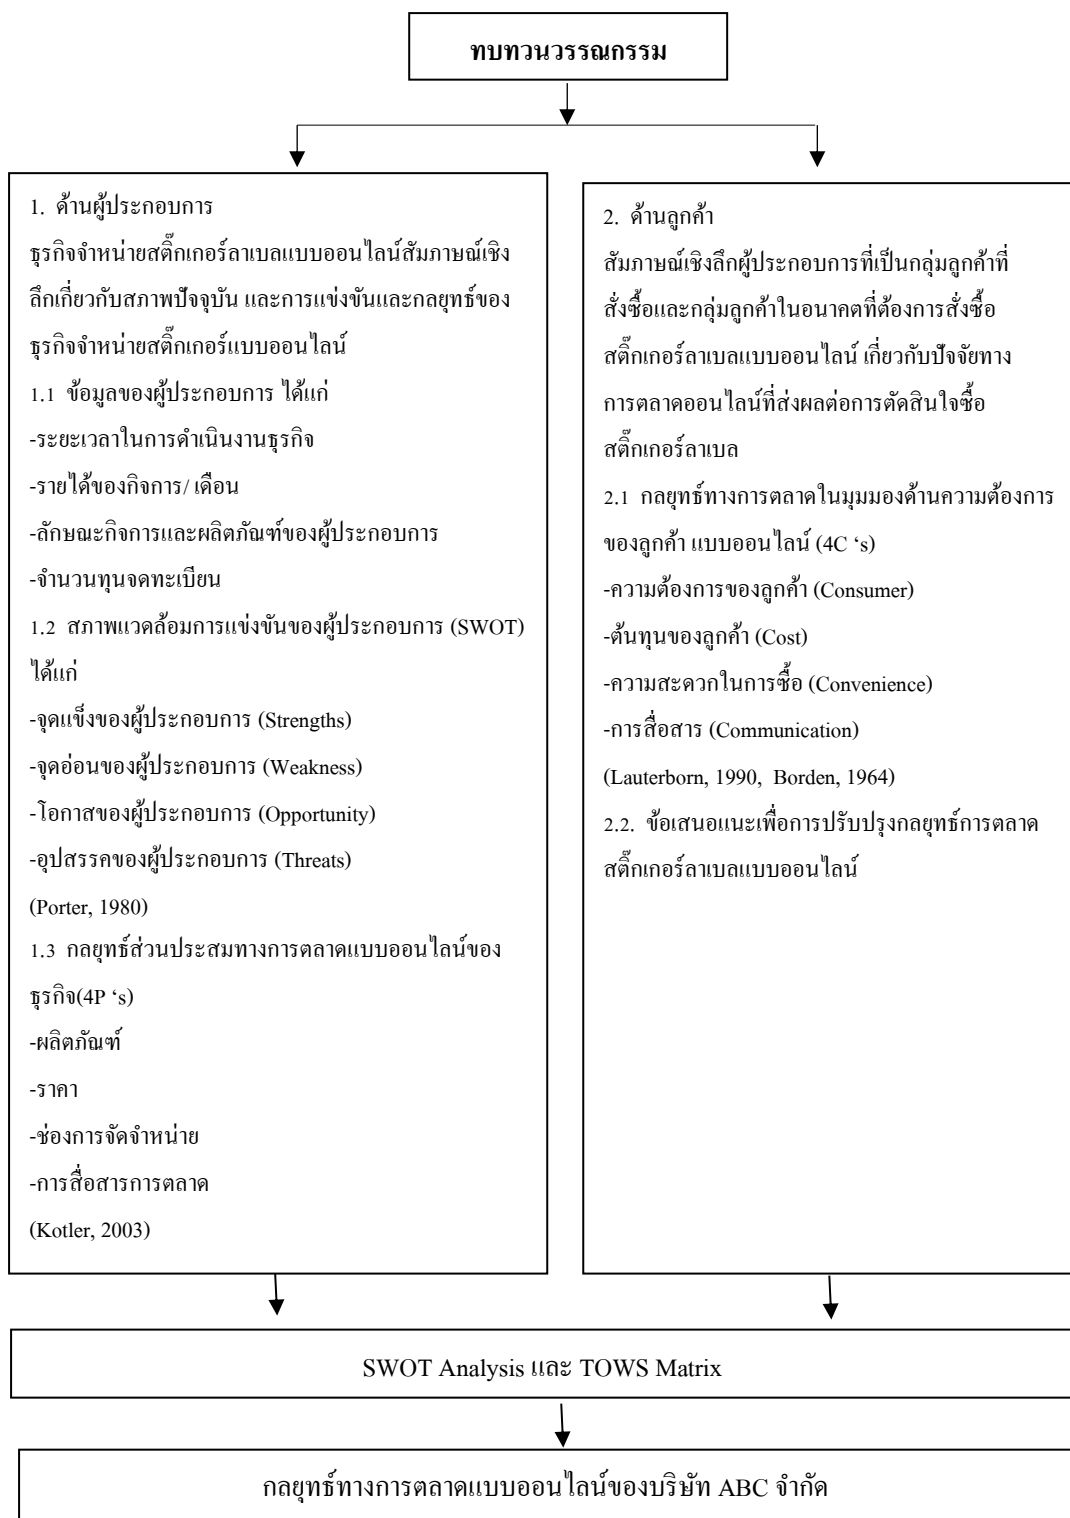 ทบทวนวรรณกรรม
1. ด้านผู้ประกอบการ
ธุรกิจจำหน่ายสติ๊กเกอร์ลาเบลแบบออนไลน์สัมภาษณ์เชิง
ลึกเกี่ยวกับสภาพปัจจุบัน และการแข่งขันและกลยุทธ์ของ
ธุรกิจจำหน่ายสติ๊กเกอร์แบบออนไลน์
1.1 ข้อมูลของผู้ประกอบการ ได้แก่
-ระยะเวลาในการดำเนินงานธุรกิจ
-รายได้ของกิจการ/ เดือน
-ลักษณะกิจการและผลิตภัณฑ์ของผู้ประกอบการ
-จำนวนทุนจดทะเบียน
1.2 สภาพแวดล้อมการแข่งขันของผู้ประกอบการ (SWOT)
ได้แก่
-จุดแข็งของผู้ประกอบการ (Strengths)
-จุดอ่อนของผู้ประกอบการ (Weakness)
-โอกาสของผู้ประกอบการ (Opportunity)
-อุปสรรคของผู้ประกอบการ (Threats)
(Porter, 1980)
1.3 กลยุทธ์ส่วนประสมทางการตลาดแบบออนไลน์ของ
ธุรกิจ(4P ‘s)
-ผลิตภัณฑ์
-ราคา
-ช่องการจัดจำหน่าย
-การสื่อสารการตลาด
(Kotler, 2003)
2. ด้านลูกค้า
สัมภาษณ์เชิงลึกผู้ประกอบการที่เป็นกลุ่มลูกค้าที่
สั่งซื้อและกลุ่มลูกค้าในอนาคตที่ต้องการสั่งซื้อ
สติ๊กเกอร์ลาเบลแบบออนไลน์ เกี่ยวกับปัจจัยทาง
การตลาดออนไลน์ที่ส่งผลต่อการตัดสินใจซื้อ
สติ๊กเกอร์ลาเบล
2.1 กลยุทธ์ทางการตลาดในมุมมองด้านความต้องการ
ของลูกค้า แบบออนไลน์ (4C ‘s)
-ความต้องการของลูกค้า (Consumer)
-ต้นทุนของลูกค้า (Cost)
-ความสะดวกในการซื้อ (Convenience)
-การสื่อสาร (Communication)
(Lauterborn, 1990, Borden, 1964)
2.2. ข้อเสนอแนะเพื่อการปรับปรุงกลยุทธ์การตลาด
สติ๊กเกอร์ลาเบลแบบออนไลน์
SWOT Analysis และ TOWS Matrix
กลยุทธ์ทางการตลาดแบบออนไลน์ของบริษัท ABC จำกัด